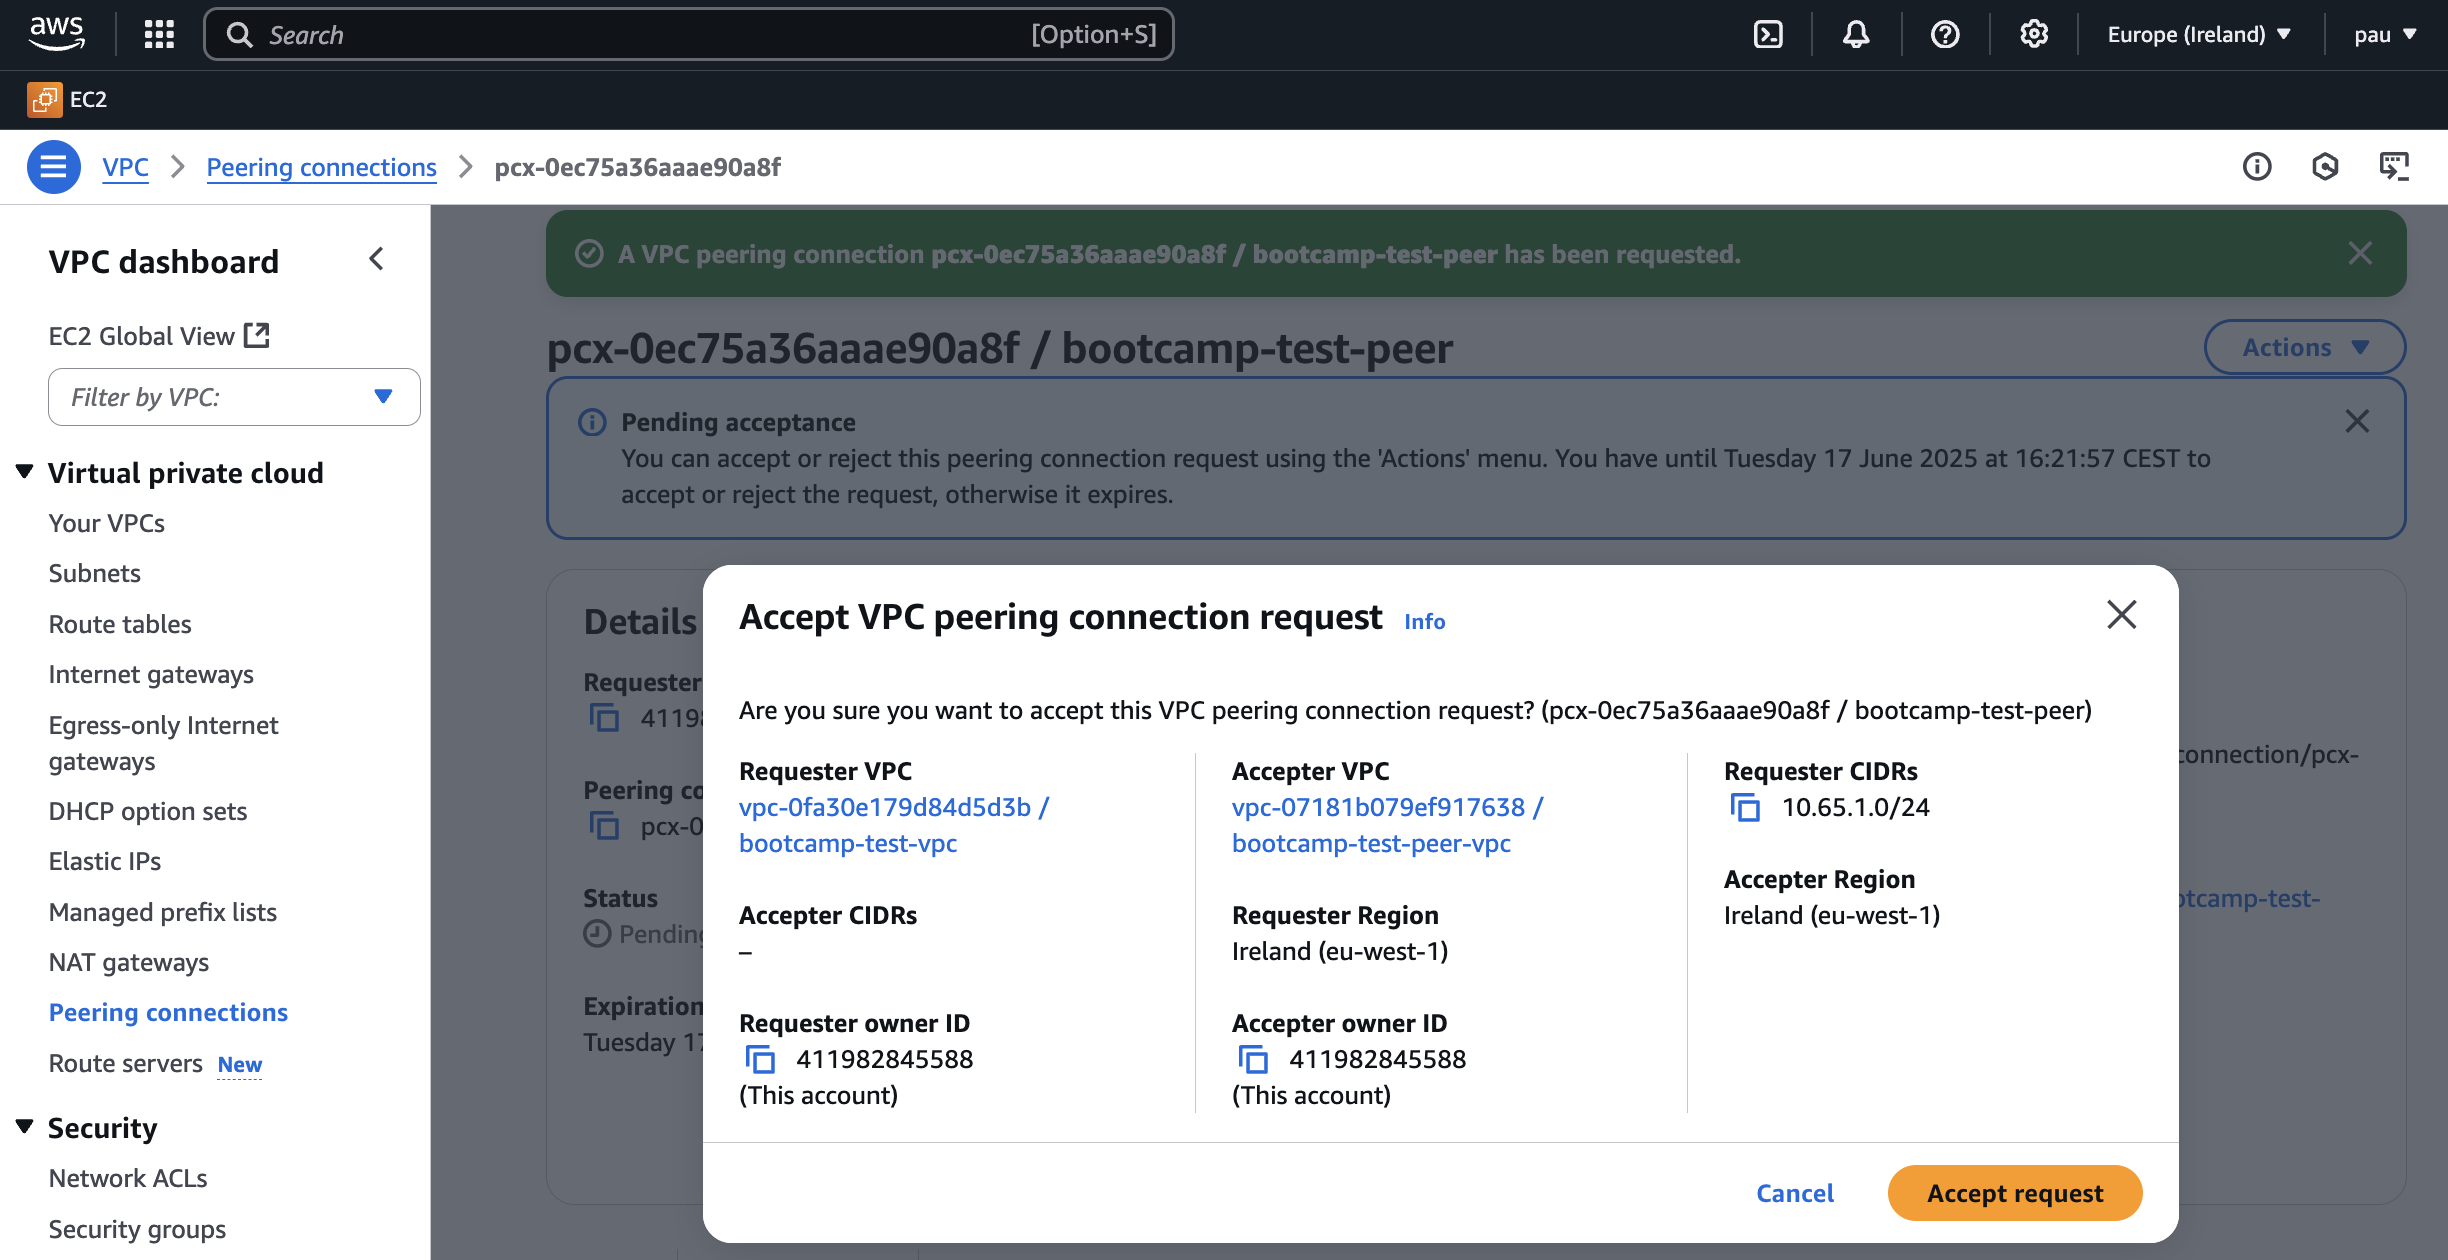 aws
Search
[Option+S]
Europe (Ireland)
pau
EC2
VPC
Peering connections
pcx-0ec75a36aaae90a8f
VPC dashboard
EC2 Global View
Filter by VPC:
Virtual private cloud
Your VPCs
Subnets
Route tables
Internet gateways
Egress-only Internet
gateways
DHCP option sets
Elastic IPs
Managed prefix lists
NAT gateways
Peering connections
Route servers New
Security
Network ACLs
Security groups
A VPC peering connection pcx-0ec75a36aaae90a8f / bootcamp-test-peer has been requested.
pcx-0ec75a36aaae90a8f / bootcamp-test-peer
Actions
Pending acceptance
You can accept or reject this peering connection request using the 'Actions' menu. You have until Tuesday 17 June 2025 at 16:21:57 CEST to
accept or reject the request, otherwise it expires.
Details
Requester
4119
Peering co
pcx-0
Status
Pending
Expiration
Tuesday 17
connection/pcx-
otcamp-test-
Accept VPC peering connection request Info
Are you sure you want to accept this VPC peering connection request? (pcx-0ec75a36aaae90a8f / bootcamp-test-peer)
Requester VPC
vpc-0fa30e179d84d5d3b /
bootcamp-test-vpc
Accepter CIDRs
–
Requester owner ID
411982845588
(This account)
Accepter VPC
vpc-07181b079ef917638 /
bootcamp-test-peer-vpc
Requester Region
Ireland (eu-west-1)
Accepter owner ID
411982845588
(This account)
Requester CIDRs
10.65.1.0/24
Accepter Region
Ireland (eu-west-1)
Cancel
Accept request